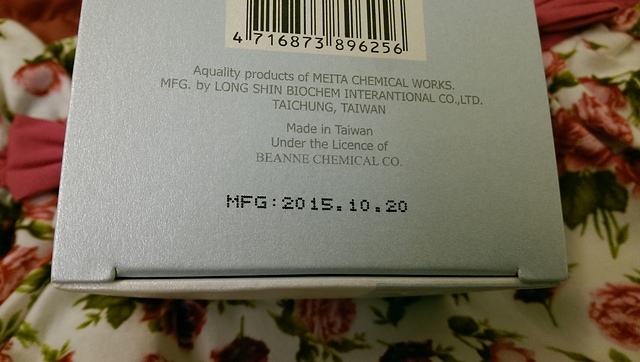 4 716873 896256
Aquality products of MEITA CHEMICAL WORKS.
MFG. by LONG SHIN BIOCHEM INTERANTIONAL CO.,LTD.
TAICHUNG, TAIWAN
Made in Taiwan
Under the Licence of
BEANNE CHEMICAL CO.
MFG:2015.10.20